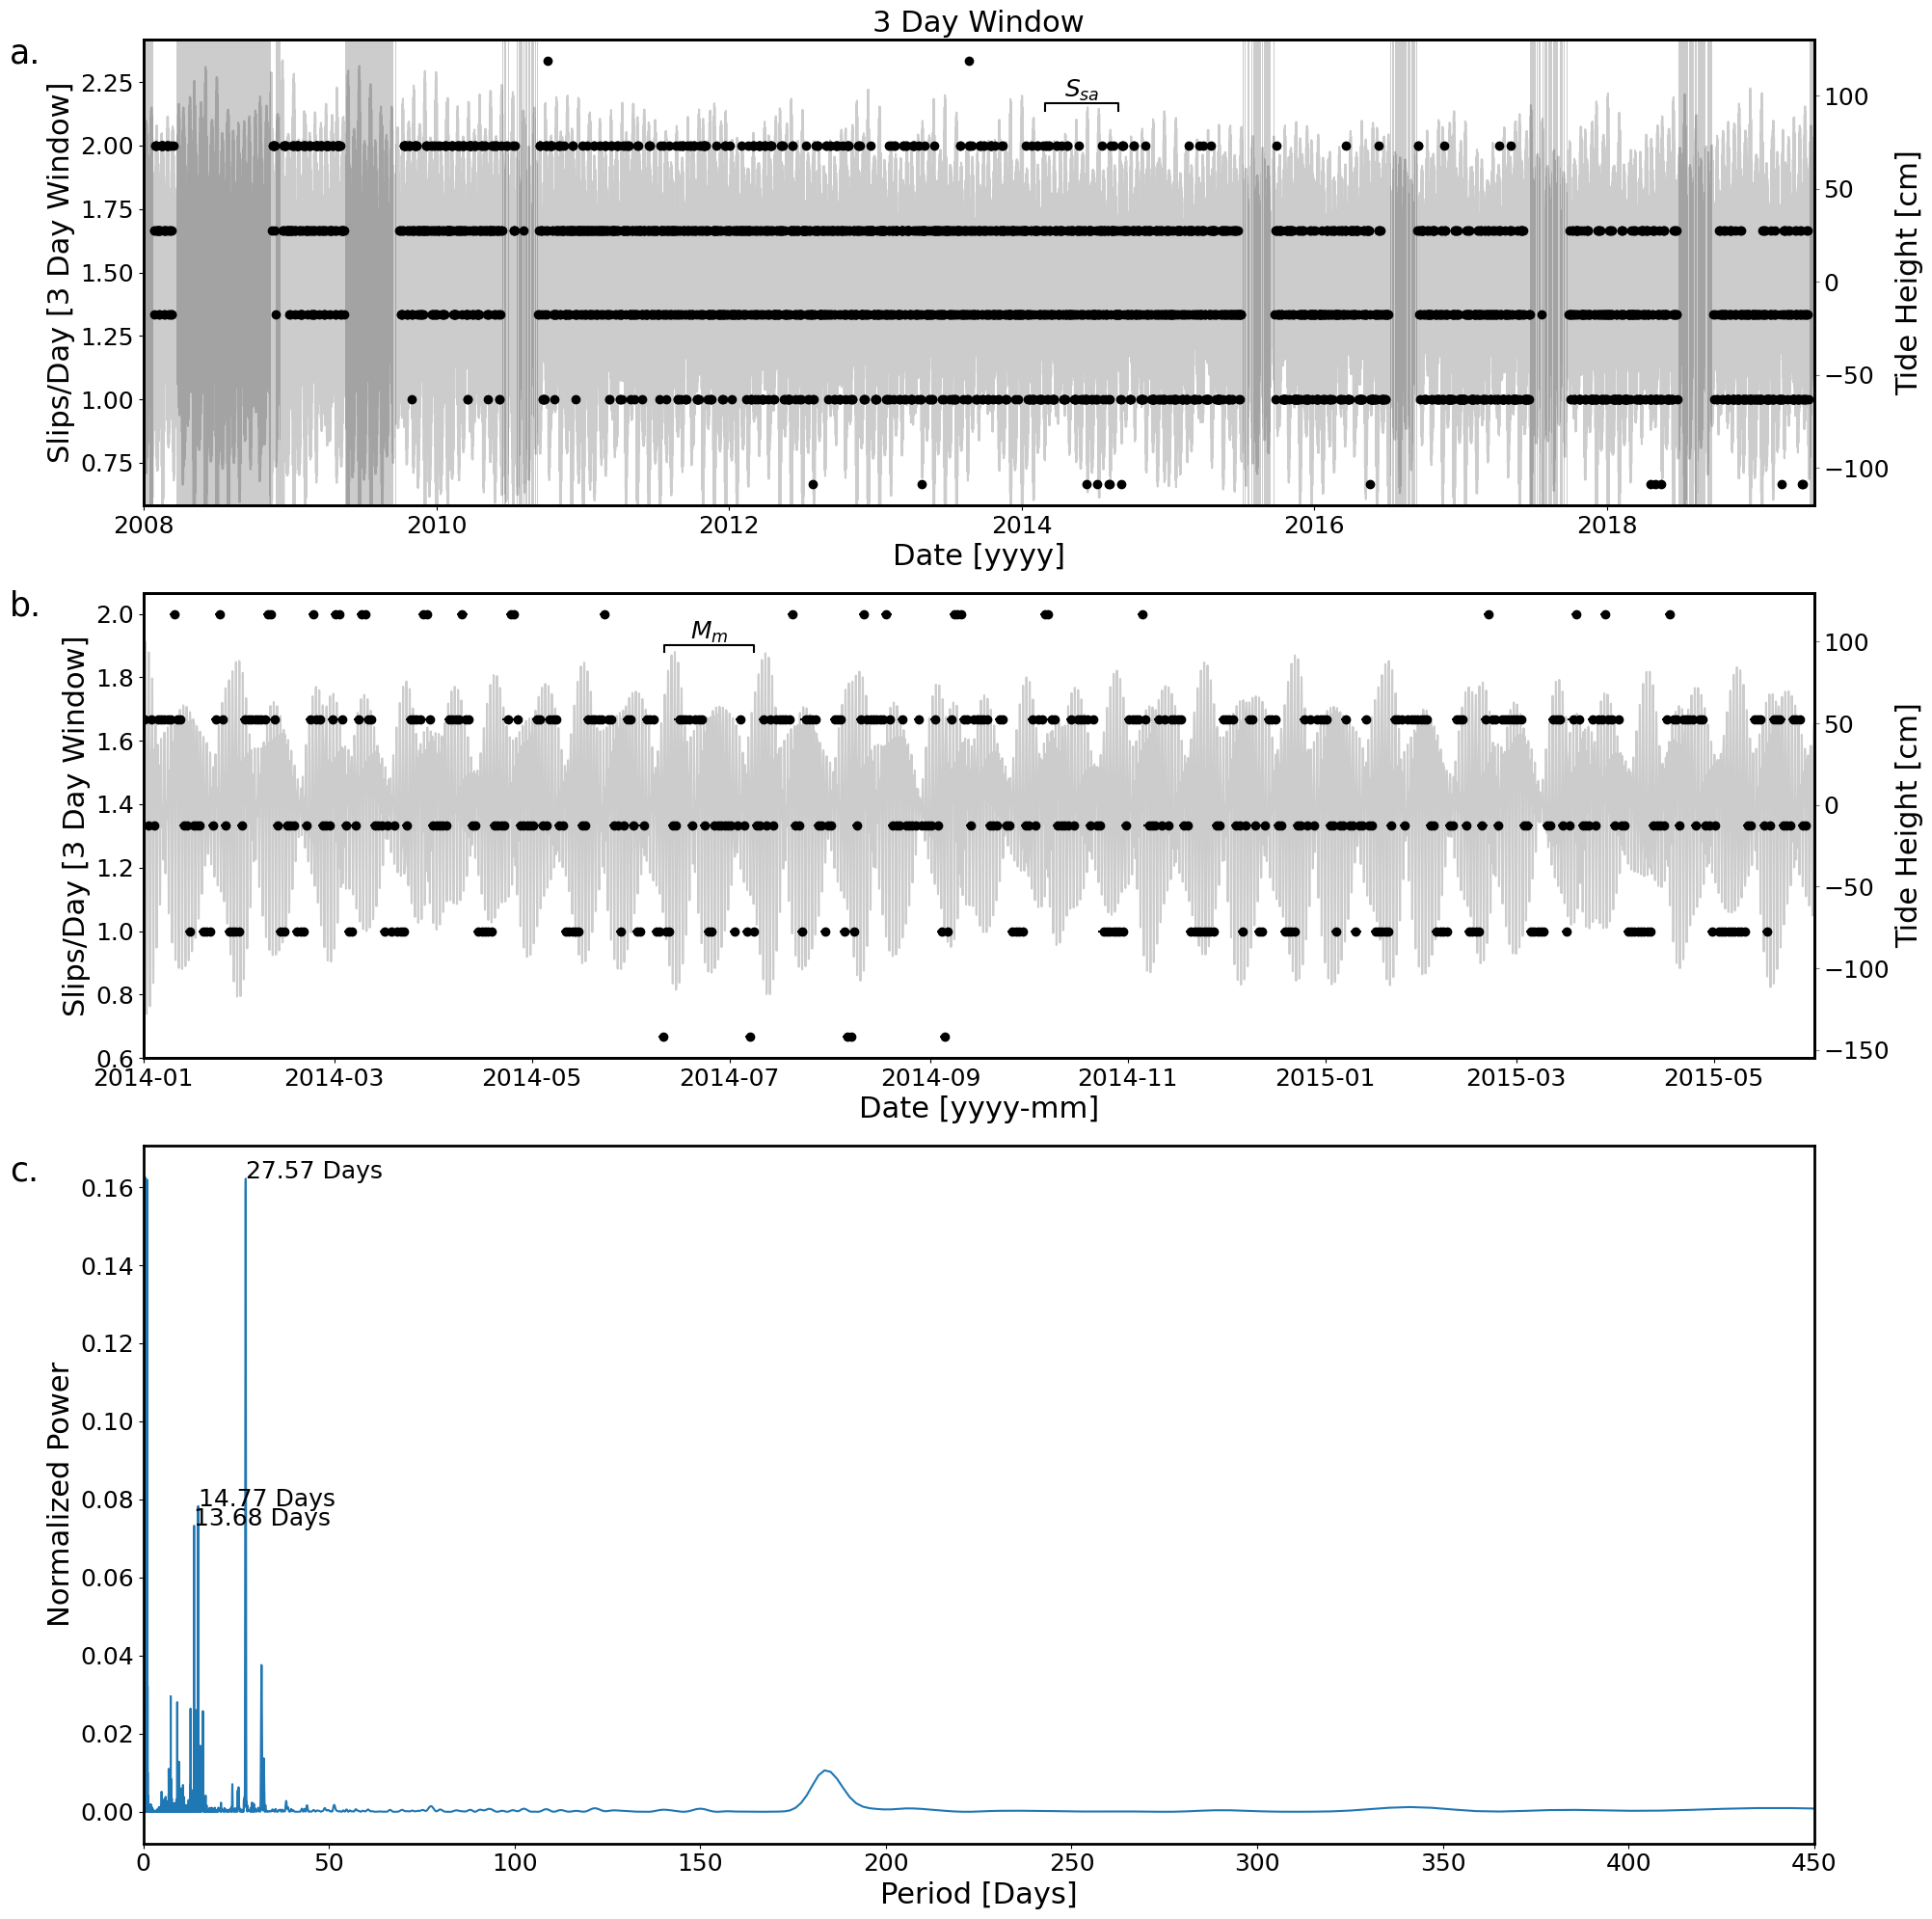 3 Day Window
a.
S_sa
2.25
2.00
1.75
1.50
1.25
1.00
0.75
Slips/Day [3 Day Window]
100
50
0
−50
−100
Tide Height [cm]
2008 2010 2012 2014 2016 2018
Date [yyyy]
b.
M_m
2.0
1.8
1.6
1.4
1.2
1.0
0.8
0.6
Slips/Day [3 Day Window]
100
50
0
−50
−100
−150
Tide Height [cm]
2014-01 2014-03 2014-05 2014-07 2014-09 2014-11 2015-01 2015-03 2015-05
Date [yyyy-mm]
c.
27.57 Days
14.77 Days
13.68 Days
0.16
0.14
0.12
0.10
0.08
0.06
0.04
0.02
0.00
Normalized Power
0 50 100 150 200 250 300 350 400 450
Period [Days]